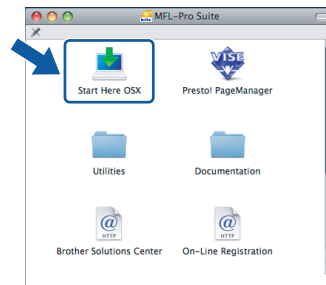 MFL-Pro Suite
Start Here OSX
Presto! PageManager
VISE
Utilities
Documentation
@
HTTP
@
HTTP
Brother Solutions Center
On-Line Registration